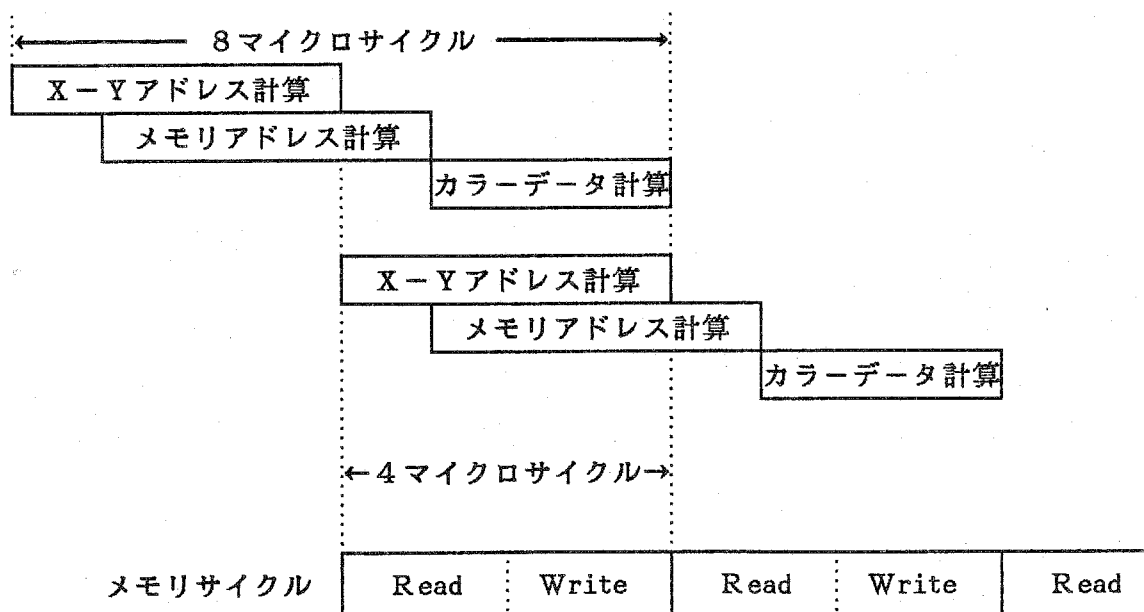 8マイクロサイクル
X－Yアドレス計算
メモリアドレス計算
カラーデータ計算
X－Yアドレス計算
メモリアドレス計算
カラーデータ計算
←4マイクロサイクル→
メモリサイクル Read Write Read Write Read